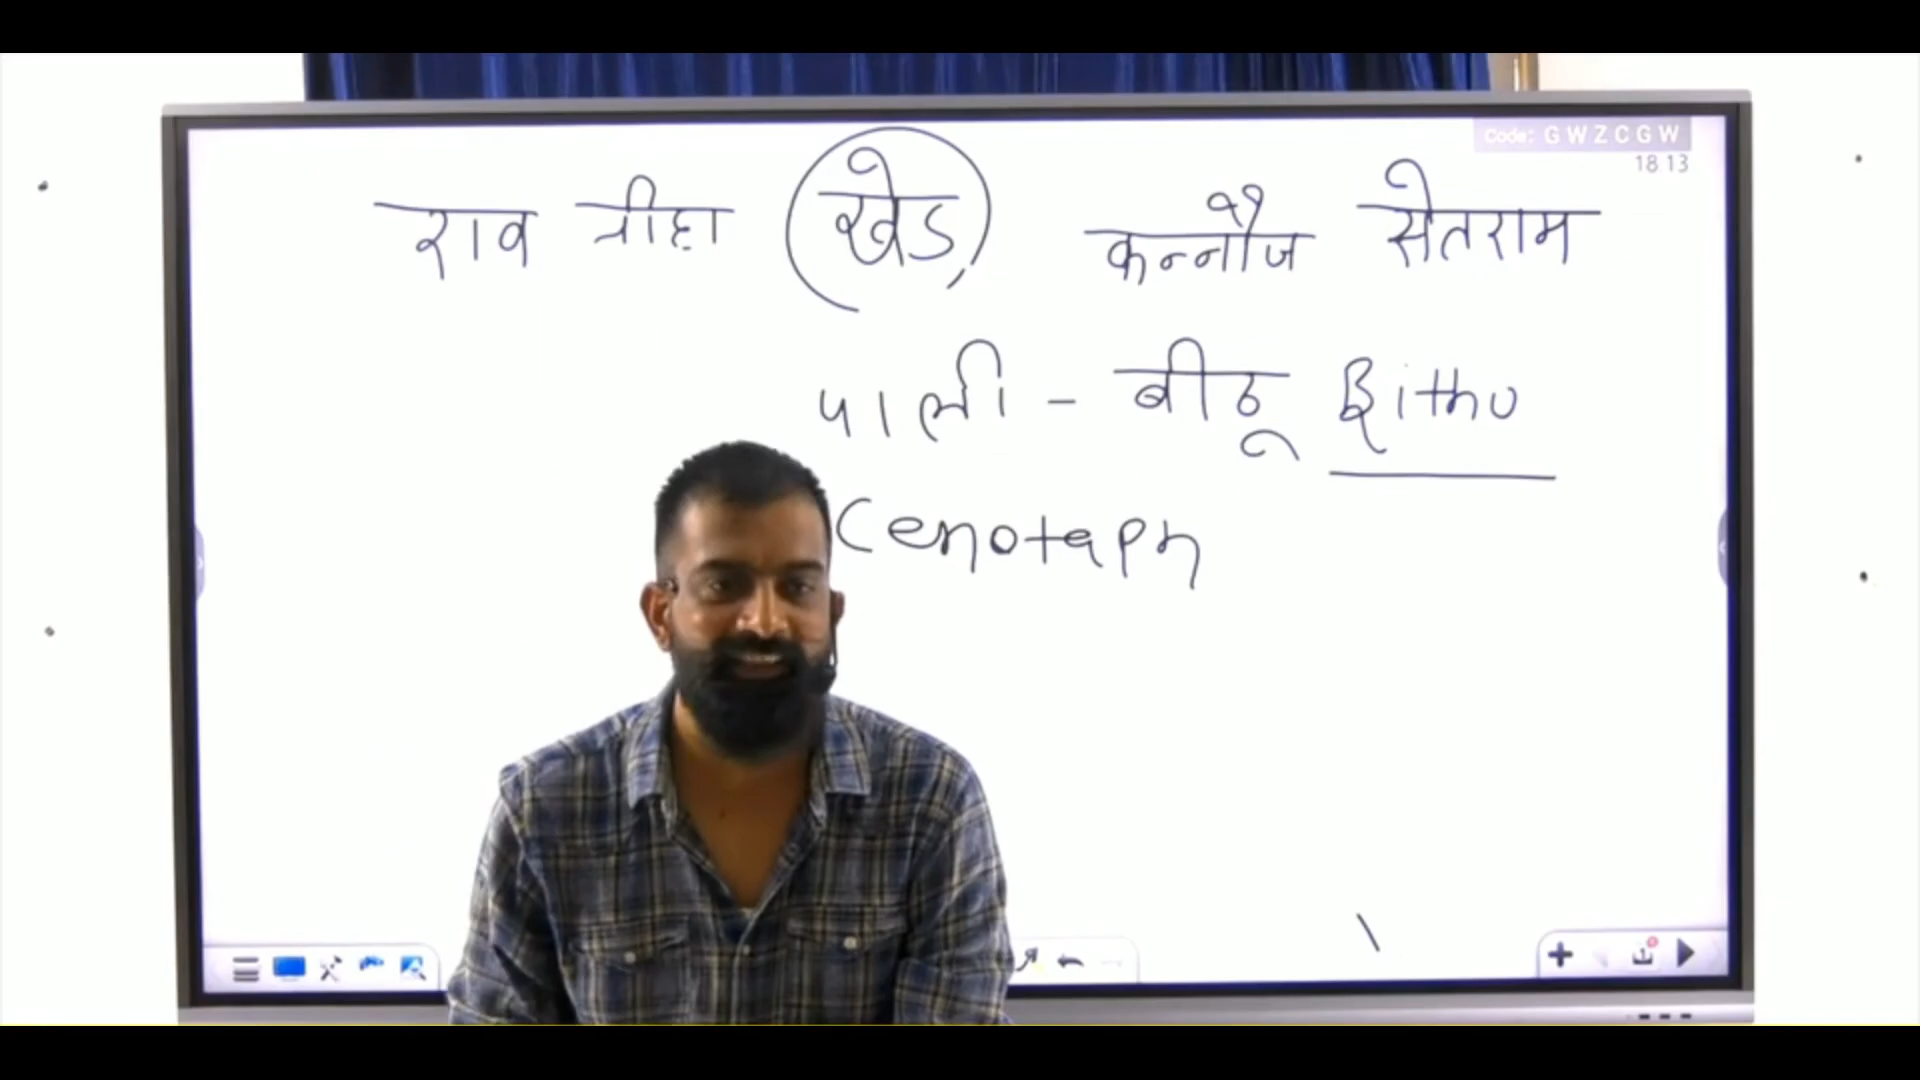 Code: GWZCGW
18:13
राव सीहा खेड, कन्नौज सेतराम
पाली - बीठू Bithu
Cenotaph